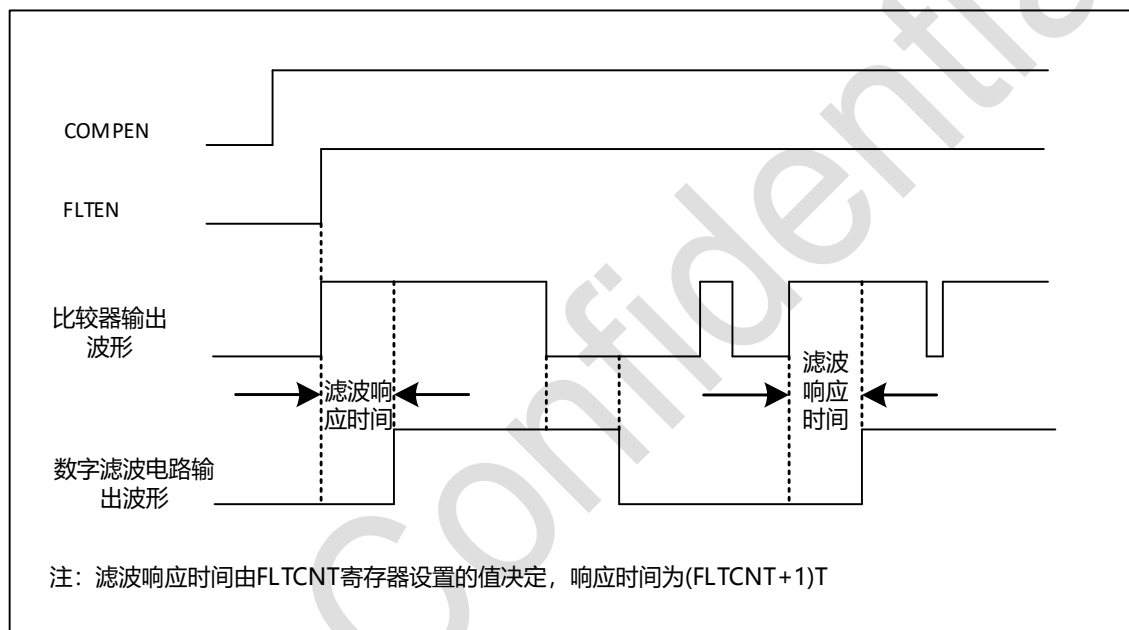 COMPEN
FLTEN
比较器输出
波形
滤波响
应时间
滤波
响应
时间
数字滤波电路输
出波形
注：滤波响应时间由FLTCNT寄存器设置的值决定，响应时间为(FLTCNT+1)T
Confidential